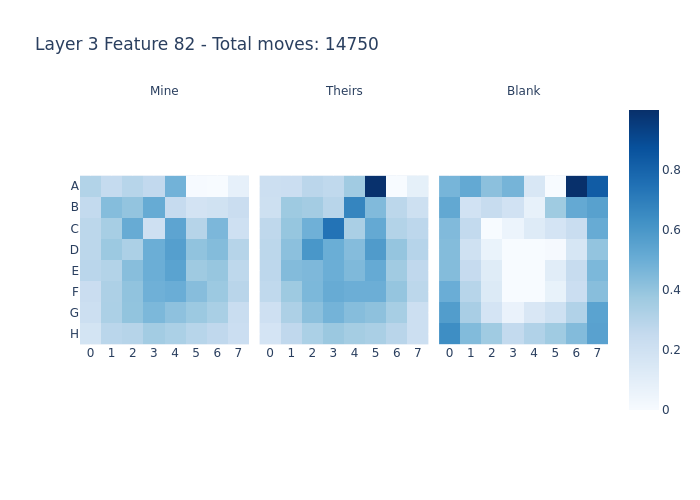 Layer 3 Feature 82 - Total moves: 14750
Mine Theirs Blank
A
B
C
D
E
F
G
H
0 1 2 3 4 5 6 7 0 1 2 3 4 5 6 7 0 1 2 3 4 5 6 7
0.8
0.6
0.4
0.2
0